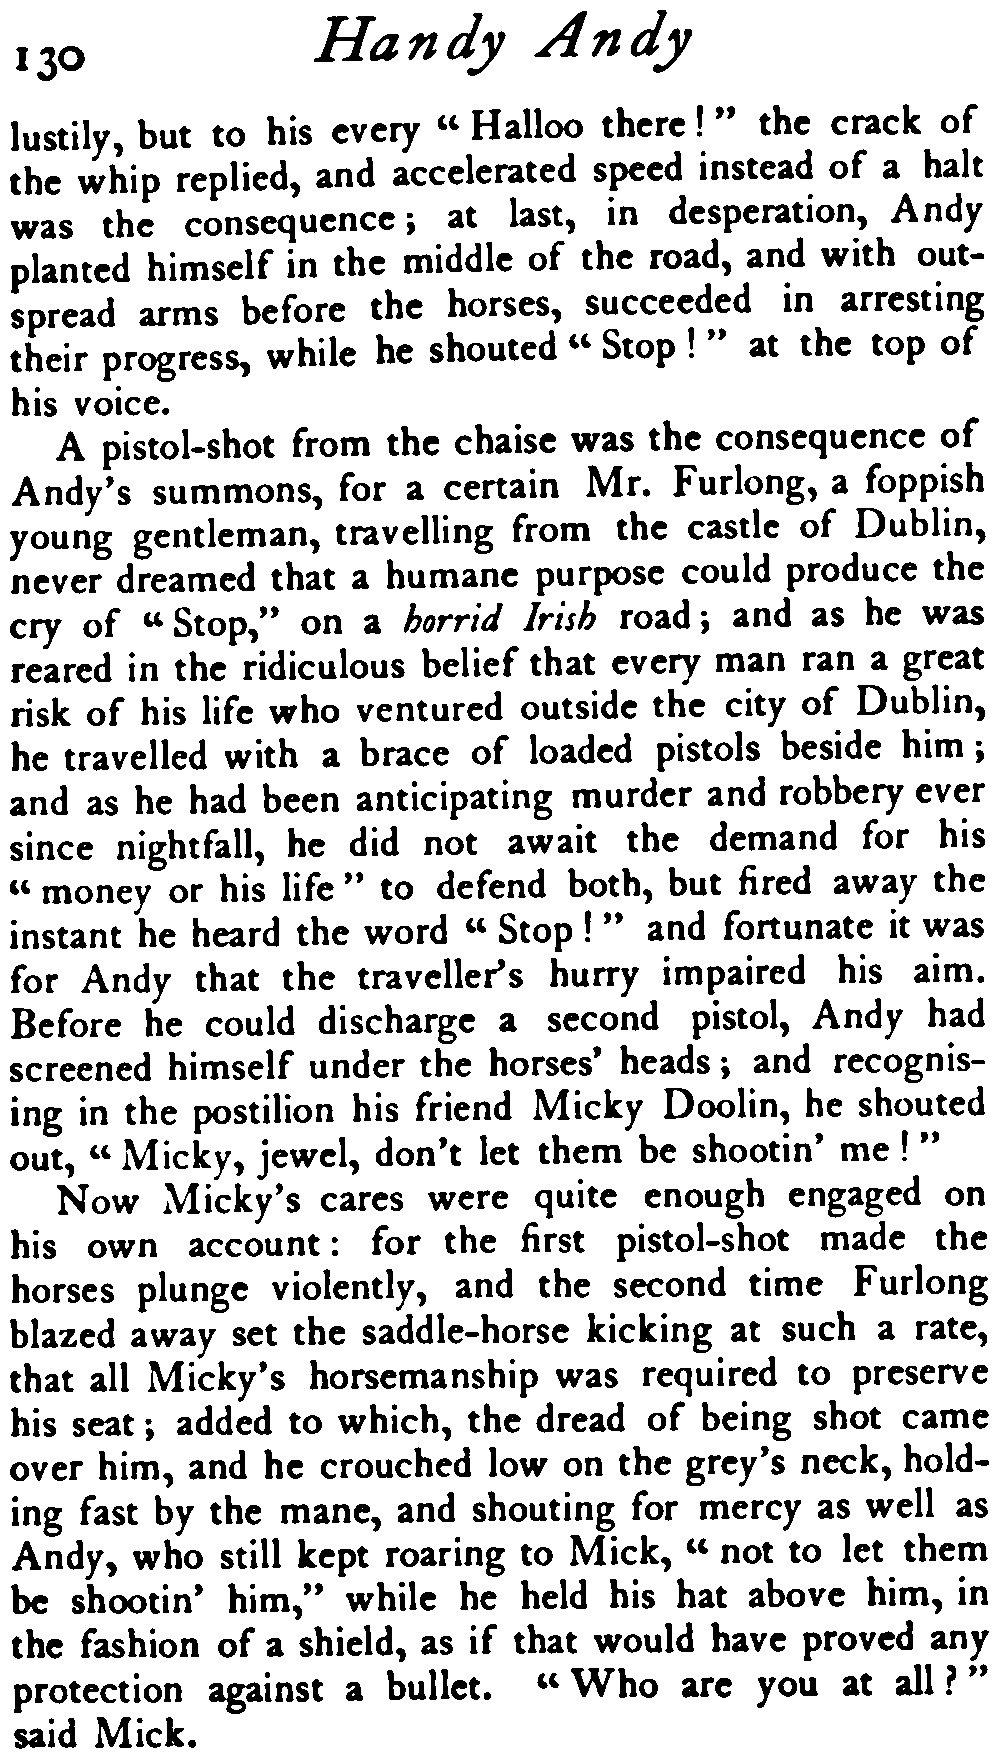 130 Handy Andy
lustily, but to his every “ Halloo there ! ” the crack of
the whip replied, and accelerated speed instead of a halt
was the consequence ; at last, in desperation, Andy
planted himself in the middle of the road, and with out-
spread arms before the horses, succeeded in arresting
their progress, while he shouted “ Stop ! ” at the top of
his voice.
A pistol-shot from the chaise was the consequence of
Andy’s summons, for a certain Mr. Furlong, a foppish
young gentleman, travelling from the castle of Dublin,
never dreamed that a humane purpose could produce the
cry of “ Stop,” on a horrid Irish road ; and as he was
reared in the ridiculous belief that every man ran a great
risk of his life who ventured outside the city of Dublin,
he travelled with a brace of loaded pistols beside him ;
and as he had been anticipating murder and robbery ever
since nightfall, he did not await the demand for his
“ money or his life ” to defend both, but fired away the
instant he heard the word “ Stop ! ” and fortunate it was
for Andy that the traveller’s hurry impaired his aim.
Before he could discharge a second pistol, Andy had
screened himself under the horses’ heads ; and recognis-
ing in the postilion his friend Micky Doolin, he shouted
out, “ Micky, jewel, don’t let them be shootin’ me ! ”
Now Micky’s cares were quite enough engaged on
his own account : for the first pistol-shot made the
horses plunge violently, and the second time Furlong
blazed away set the saddle-horse kicking at such a rate,
that all Micky’s horsemanship was required to preserve
his seat ; added to which, the dread of being shot came
over him, and he crouched low on the grey’s neck, hold-
ing fast by the mane, and shouting for mercy as well as
Andy, who still kept roaring to Mick, “ not to let them
be shootin’ him,” while he held his hat above him, in
the fashion of a shield, as if that would have proved any
protection against a bullet. “ Who are you at all ? ”
said Mick.